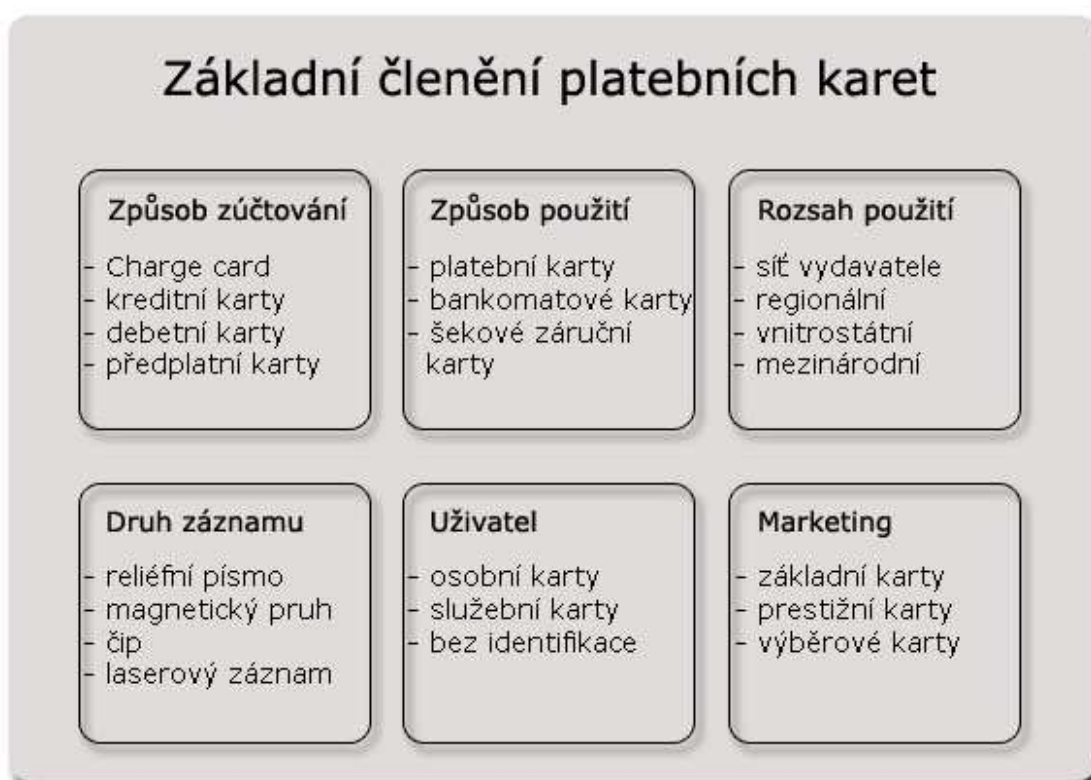 Základní členění platebních karet
Způsob zúčtování
- Charge card
- kreditní karty
- debetní karty
- předplatní karty
Způsob použití
- platební karty
- bankomatové karty
- šekové záruční
karty
Rozsah použití
- síť vydavatele
- regionální
- vnitrostátní
- mezinárodní
Druh záznamu
- reliéfní písmo
- magnetický pruh
- čip
- laserový záznam
Uživatel
- osobní karty
- služební karty
- bez identifikace
Marketing
- základní karty
- prestižní karty
- výběrové karty